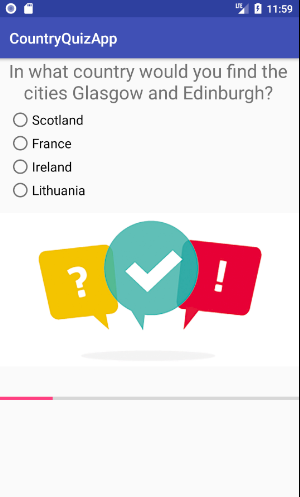 LTE 11:59
CountryQuizApp
In what country would you find the
cities Glasgow and Edinburgh?
Scotland
France
Ireland
Lithuania
? !